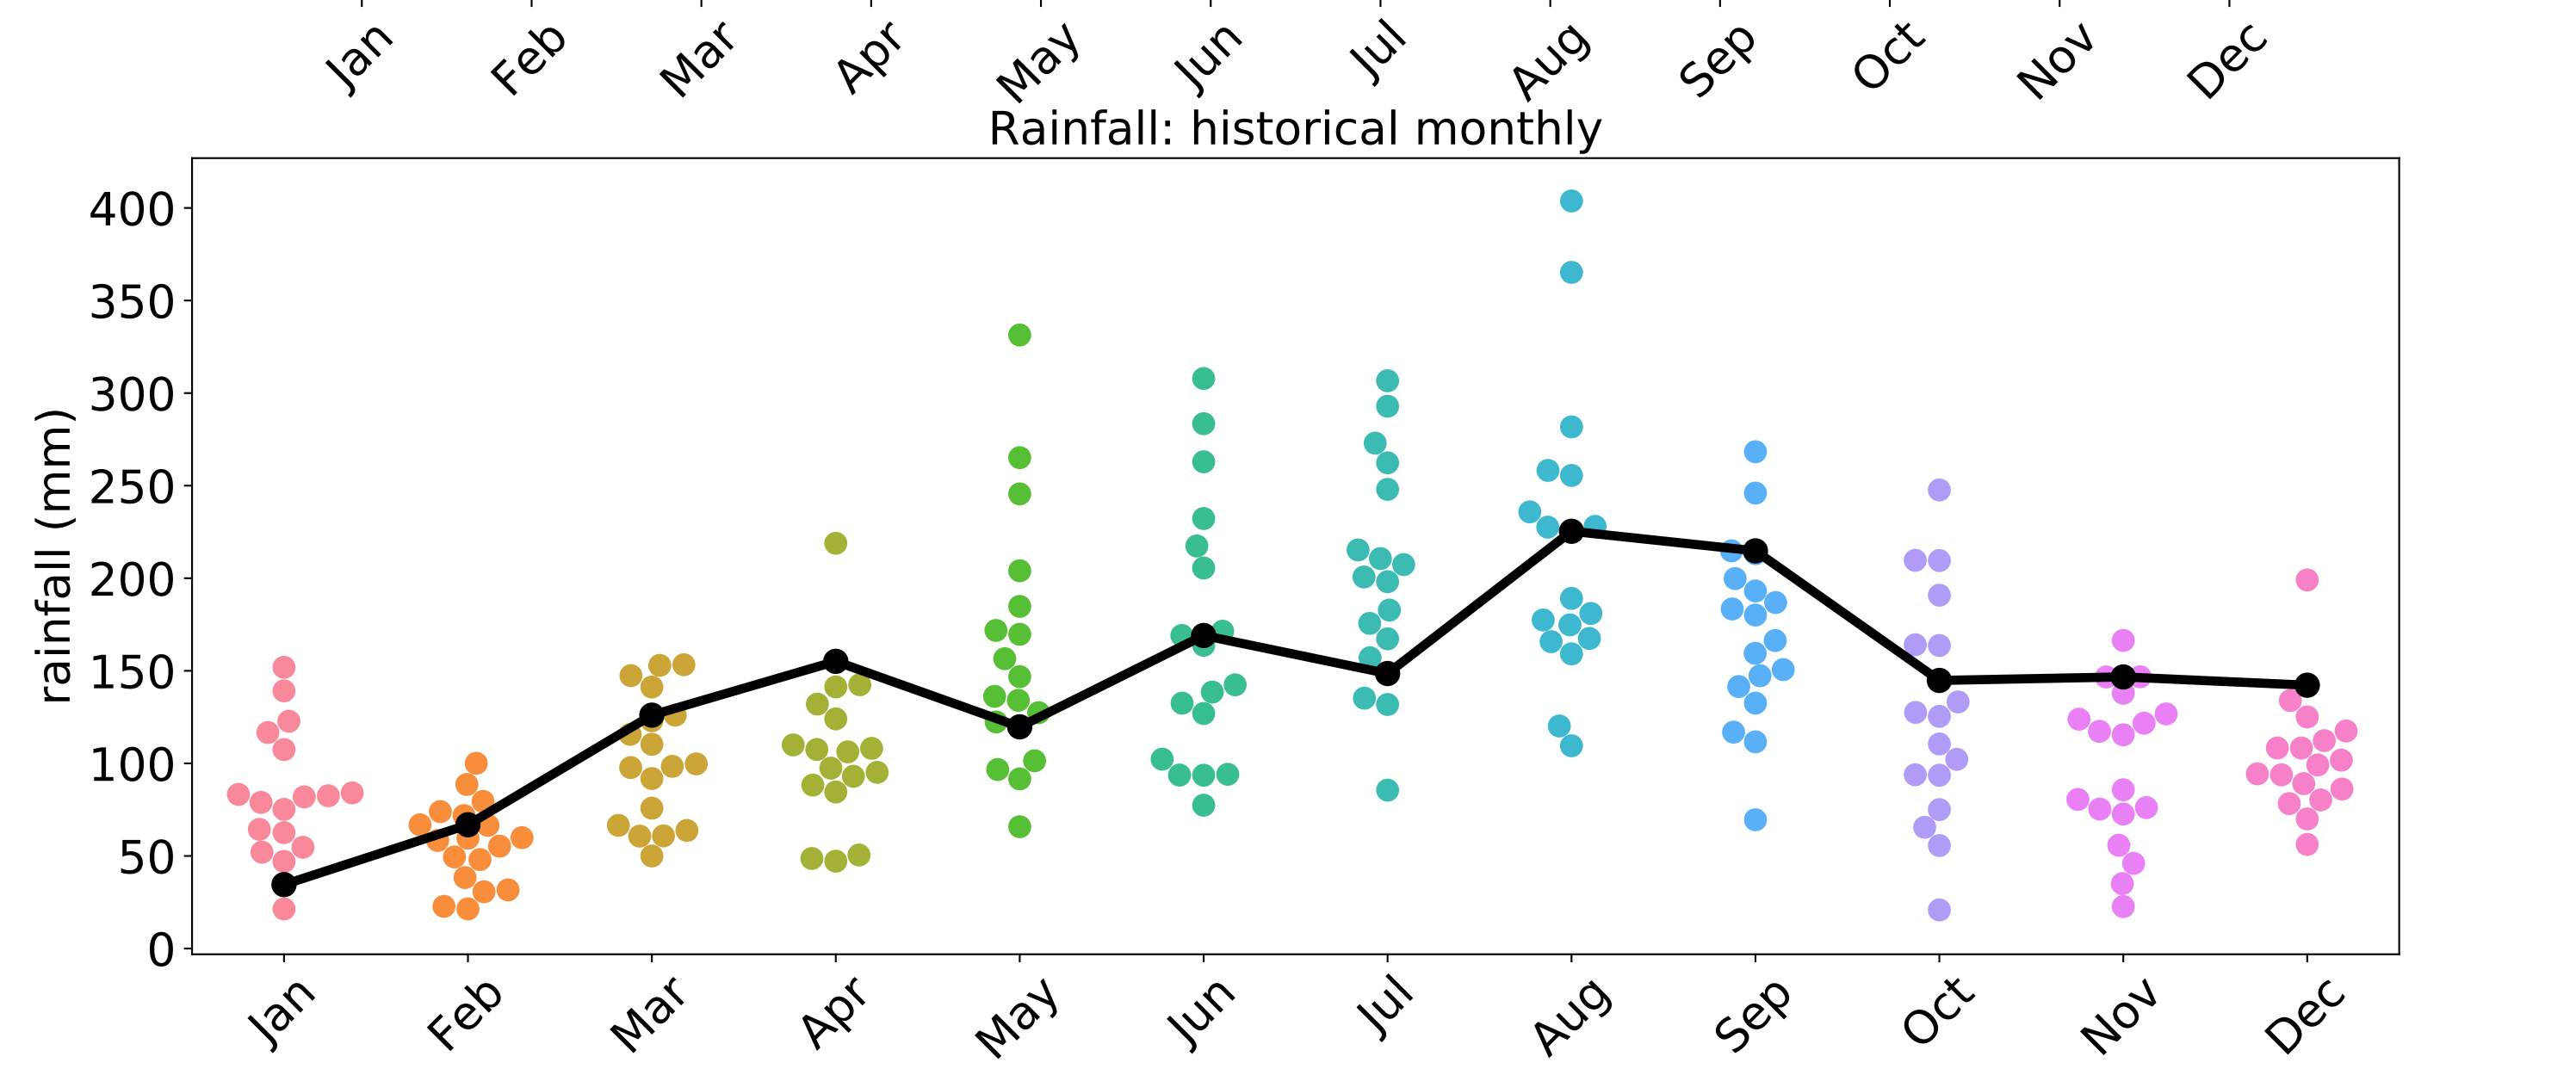 Jan Feb Mar Apr May Jun Jul Aug Sep Oct Nov Dec
Rainfall: historical monthly
rainfall (mm)
400
350
300
250
200
150
100
50
0
Jan Feb Mar Apr May Jun Jul Aug Sep Oct Nov Dec